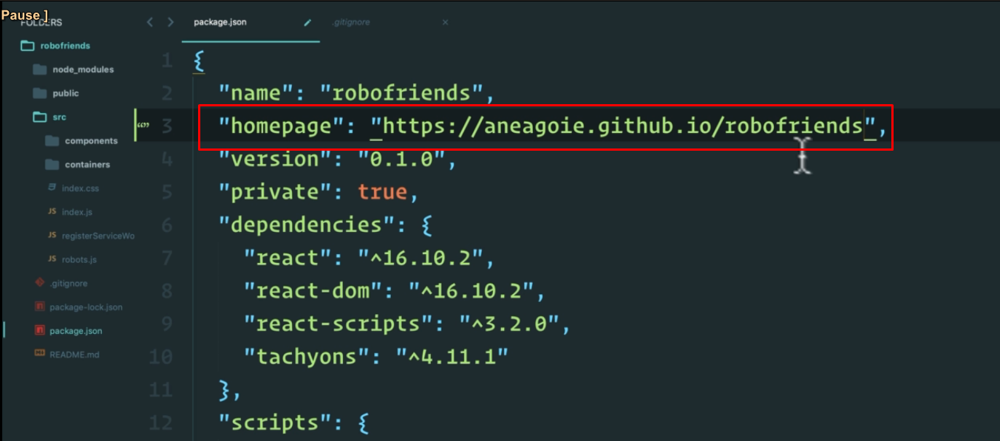 Pause ]
FOLDERS
robofriends
node_modules
public
src
components
containers
index.css
JS index.js
JS registerServiceWo
JS robots.js
.gitignore
package-lock.json
package.json
README.md
package.json
.gitignore
1 {
2 "name": "robofriends",
3 "homepage": "https://aneagoie.github.io/robofriends",
4 "version": "0.1.0",
5 "private": true,
6 "dependencies": {
7 "react": "^16.10.2",
8 "react-dom": "^16.10.2",
9 "react-scripts": "^3.2.0",
10 "tachyons": "^4.11.1"
11 },
12 "scripts": {